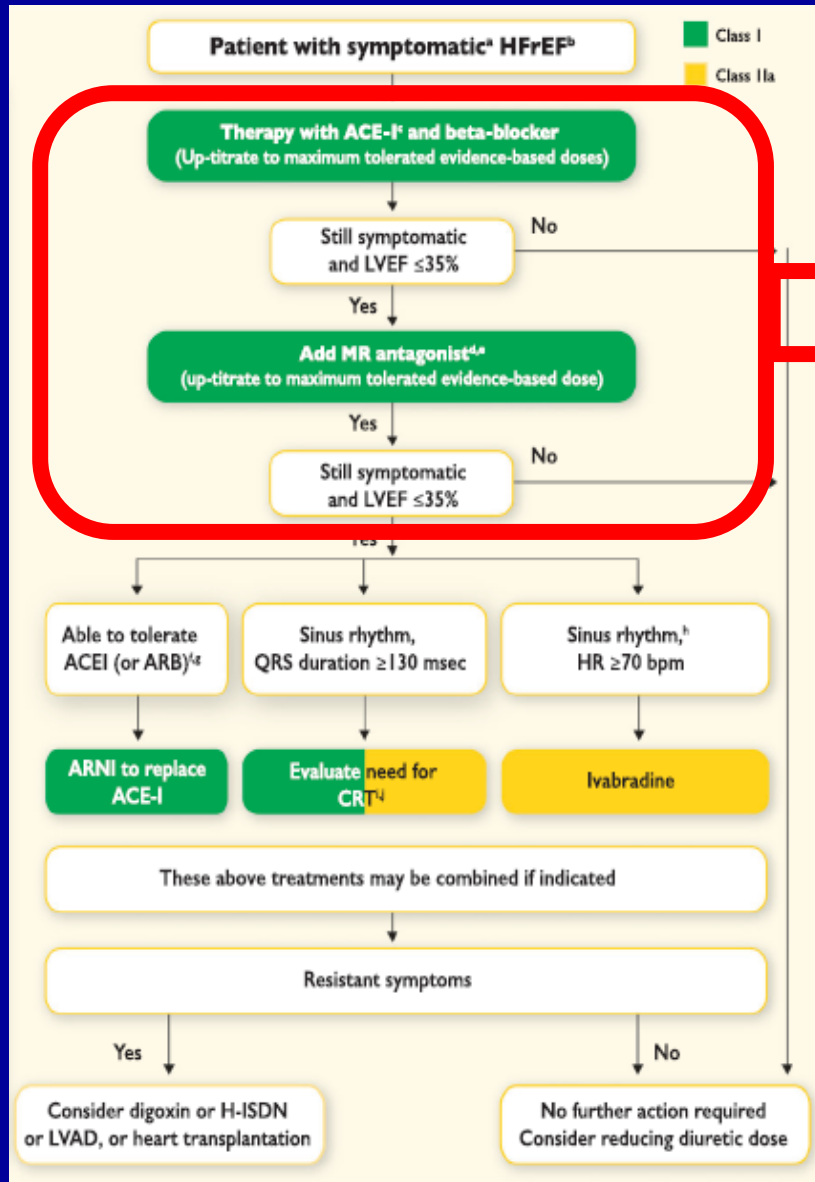 Patient with symptomaticᵃ HFrEFᵇ
Class I
Class IIa
Therapy with ACE-Iᶜ and beta-blocker
(Up-titrate to maximum tolerated evidence-based doses)
Still symptomatic
and LVEF ≤35%
No
Yes
Add MR antagonistᵈ,ᵉ
(up-titrate to maximum tolerated evidence-based dose)
Yes
Still symptomatic
and LVEF ≤35%
No
Yes
Able to tolerate
ACEI (or ARB)ᶠ,ᵍ
Sinus rhythm,
QRS duration ≥130 msec
Sinus rhythm,ʰ
HR ≥70 bpm
ARNI to replace
ACE-I
Evaluate need for
CRTⁱ,ʲ
Ivabradine
These above treatments may be combined if indicated
Resistant symptoms
Yes
No
Consider digoxin or H-ISDN
or LVAD, or heart transplantation
No further action required
Consider reducing diuretic dose